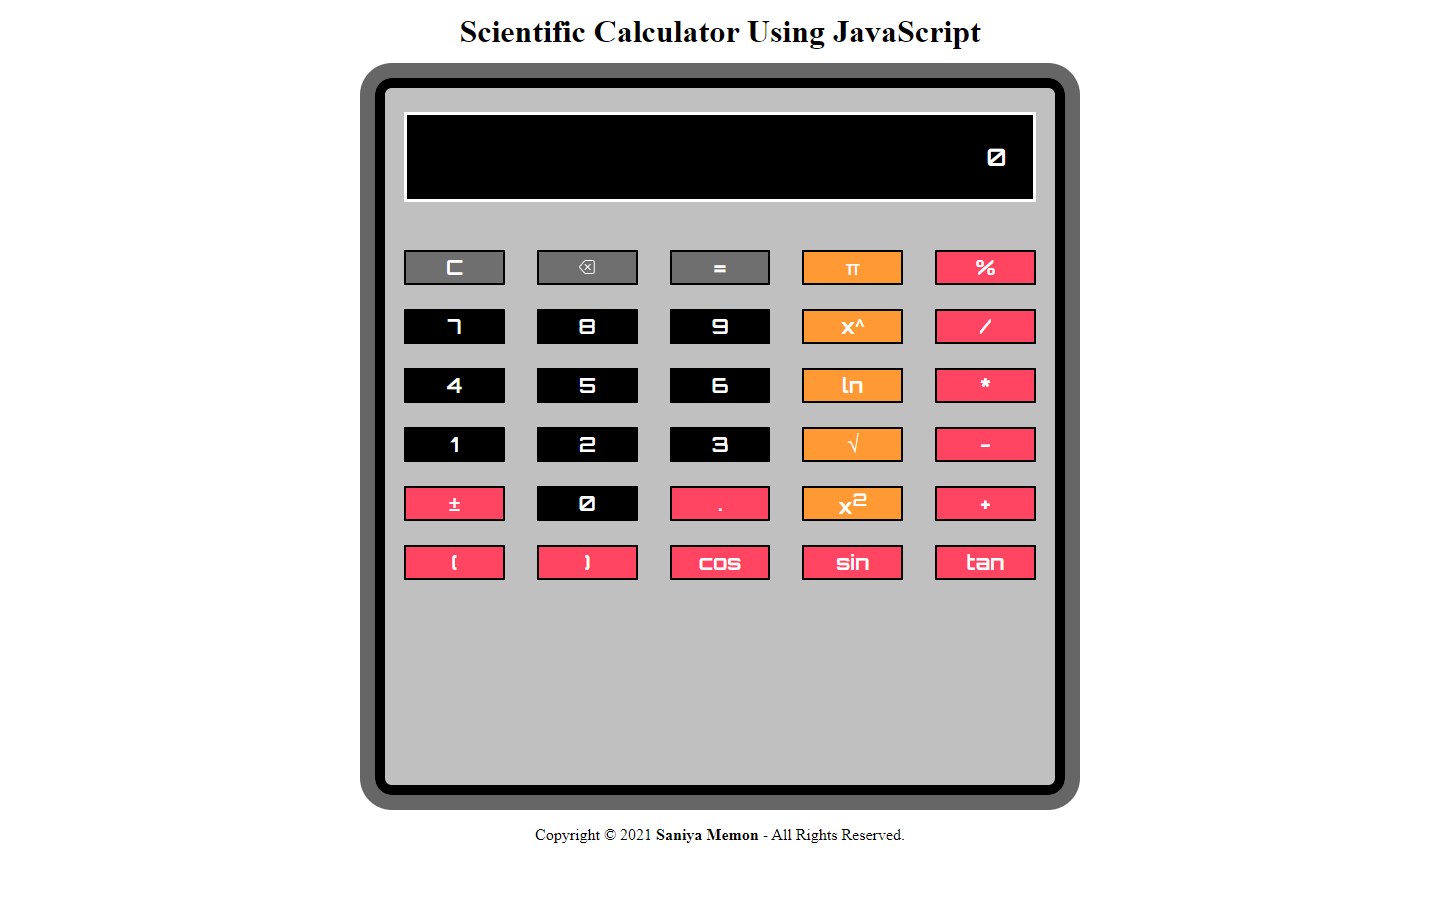 Scientific Calculator Using JavaScript
0
C ⌫ = π %
7 8 9 x^ /
4 5 6 ln *
1 2 3 √ -
± 0 . x² +
( ) cos sin tan
Copyright © 2021 Saniya Memon - All Rights Reserved.